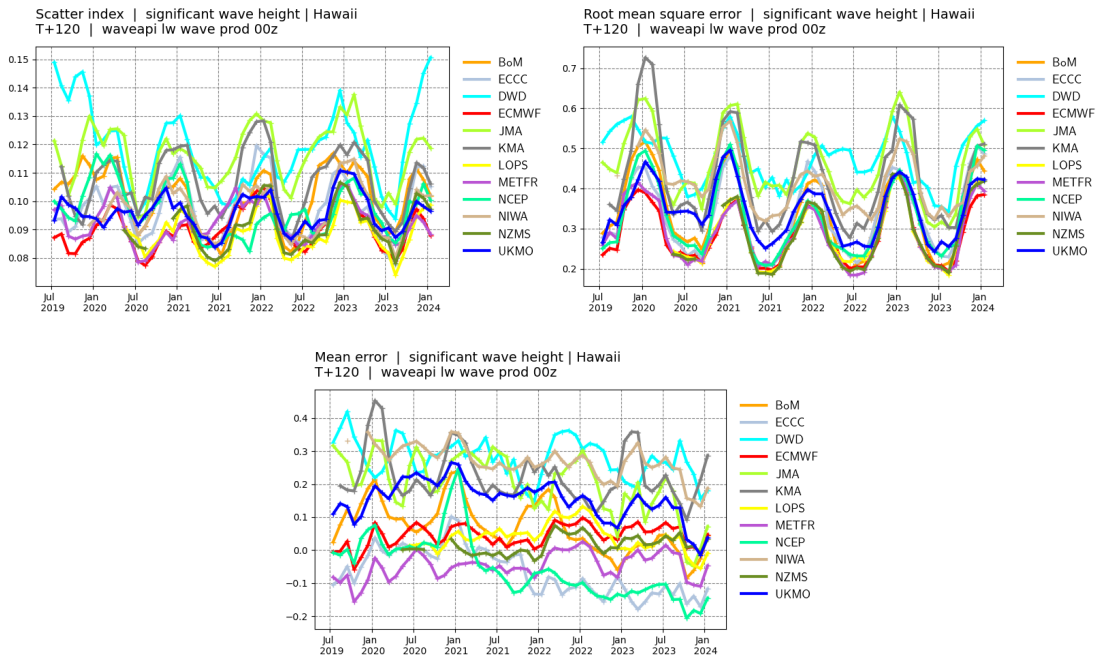 Scatter index | significant wave height | Hawaii
T+120 | waveapi lw wave prod 00z
0.15
0.14
0.13
0.12
0.11
0.10
0.09
0.08
Jul Jan Jul Jan Jul Jan Jul Jan Jul Jan
2019 2020 2020 2021 2021 2022 2022 2023 2023 2024
BoM
ECCC
DWD
ECMWF
JMA
KMA
LOPS
METFR
NCEP
NIWA
NZMS
UKMO
Root mean square error | significant wave height | Hawaii
T+120 | waveapi lw wave prod 00z
0.7
0.6
0.5
0.4
0.3
0.2
Jul Jan Jul Jan Jul Jan Jul Jan Jul Jan
2019 2020 2020 2021 2021 2022 2022 2023 2023 2024
BoM
ECCC
DWD
ECMWF
JMA
KMA
LOPS
METFR
NCEP
NIWA
NZMS
UKMO
Mean error | significant wave height | Hawaii
T+120 | waveapi lw wave prod 00z
0.4
0.3
0.2
0.1
0.0
−0.1
−0.2
Jul Jan Jul Jan Jul Jan Jul Jan Jul Jan
2019 2020 2020 2021 2021 2022 2022 2023 2023 2024
BoM
ECCC
DWD
ECMWF
JMA
KMA
LOPS
METFR
NCEP
NIWA
NZMS
UKMO